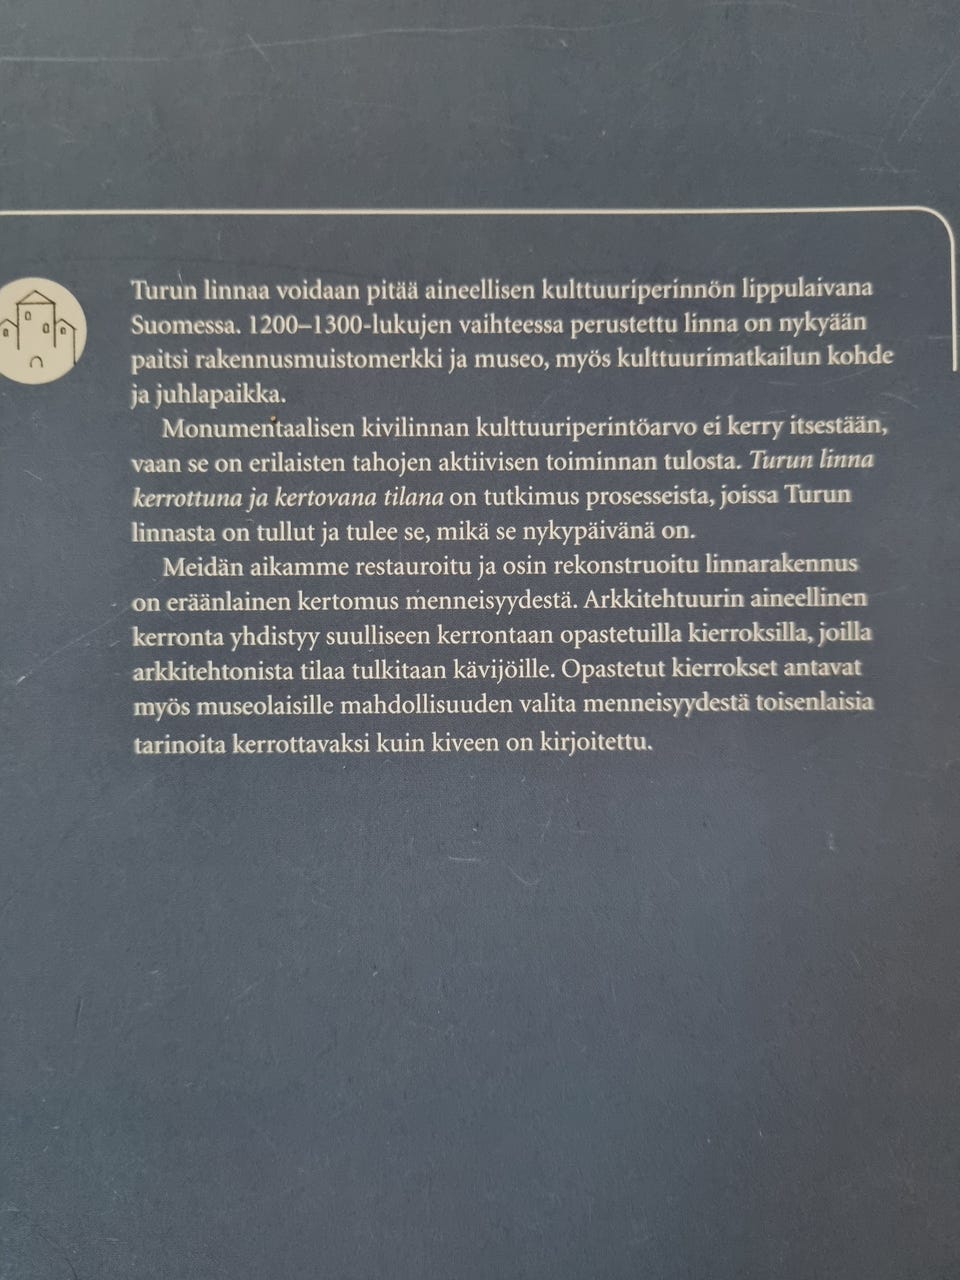 Turun linnaa voidaan pitää aineellisen kulttuuriperinnön lippulaivana
Suomessa. 1200–1300-lukujen vaihteessa perustettu linna on nykyään
paitsi rakennusmuistomerkki ja museo, myös kulttuurimatkailun kohde
ja juhlapaikka.
Monumentaalisen kivilinnan kulttuuriperintöarvo ei kerry itsestään,
vaan se on erilaisten tahojen aktiivisen toiminnan tulosta. Turun linna
kerrottuna ja kertovana tilana on tutkimus prosesseista, joissa Turun
linnasta on tullut ja tulee se, mikä se nykypäivänä on.
Meidän aikamme restauroitu ja osin rekonstruoitu linnarakennus
on eräänlainen kertomus menneisyydestä. Arkkitehtuurin aineellinen
kerronta yhdistyy suulliseen kerrontaan opastetuilla kierroksilla, joilla
arkkitehtonista tilaa tulkitaan kävijöille. Opastetut kierrokset antavat
myös museolaisille mahdollisuuden valita menneisyydestä toisenlaisia
tarinoita kerrottavaksi kuin kiveen on kirjoitettu.